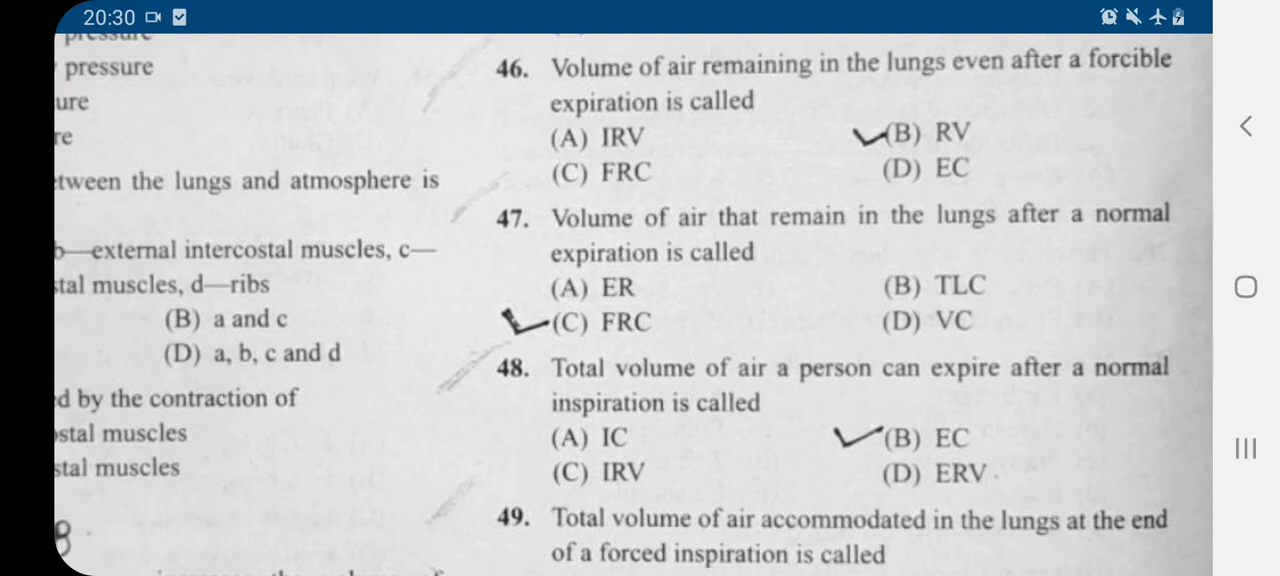 20:30
pressure
pressure
ure
re
etween the lungs and atmosphere is
b—external intercostal muscles, c—
stal muscles, d—ribs
(B) a and c
(D) a, b, c and d
ed by the contraction of
ostal muscles
stal muscles
46. Volume of air remaining in the lungs even after a forcible
expiration is called
(A) IRV (B) RV
(C) FRC (D) EC
47. Volume of air that remain in the lungs after a normal
expiration is called
(A) ER (B) TLC
(C) FRC (D) VC
48. Total volume of air a person can expire after a normal
inspiration is called
(A) IC (B) EC
(C) IRV (D) ERV
49. Total volume of air accommodated in the lungs at the end
of a forced inspiration is called